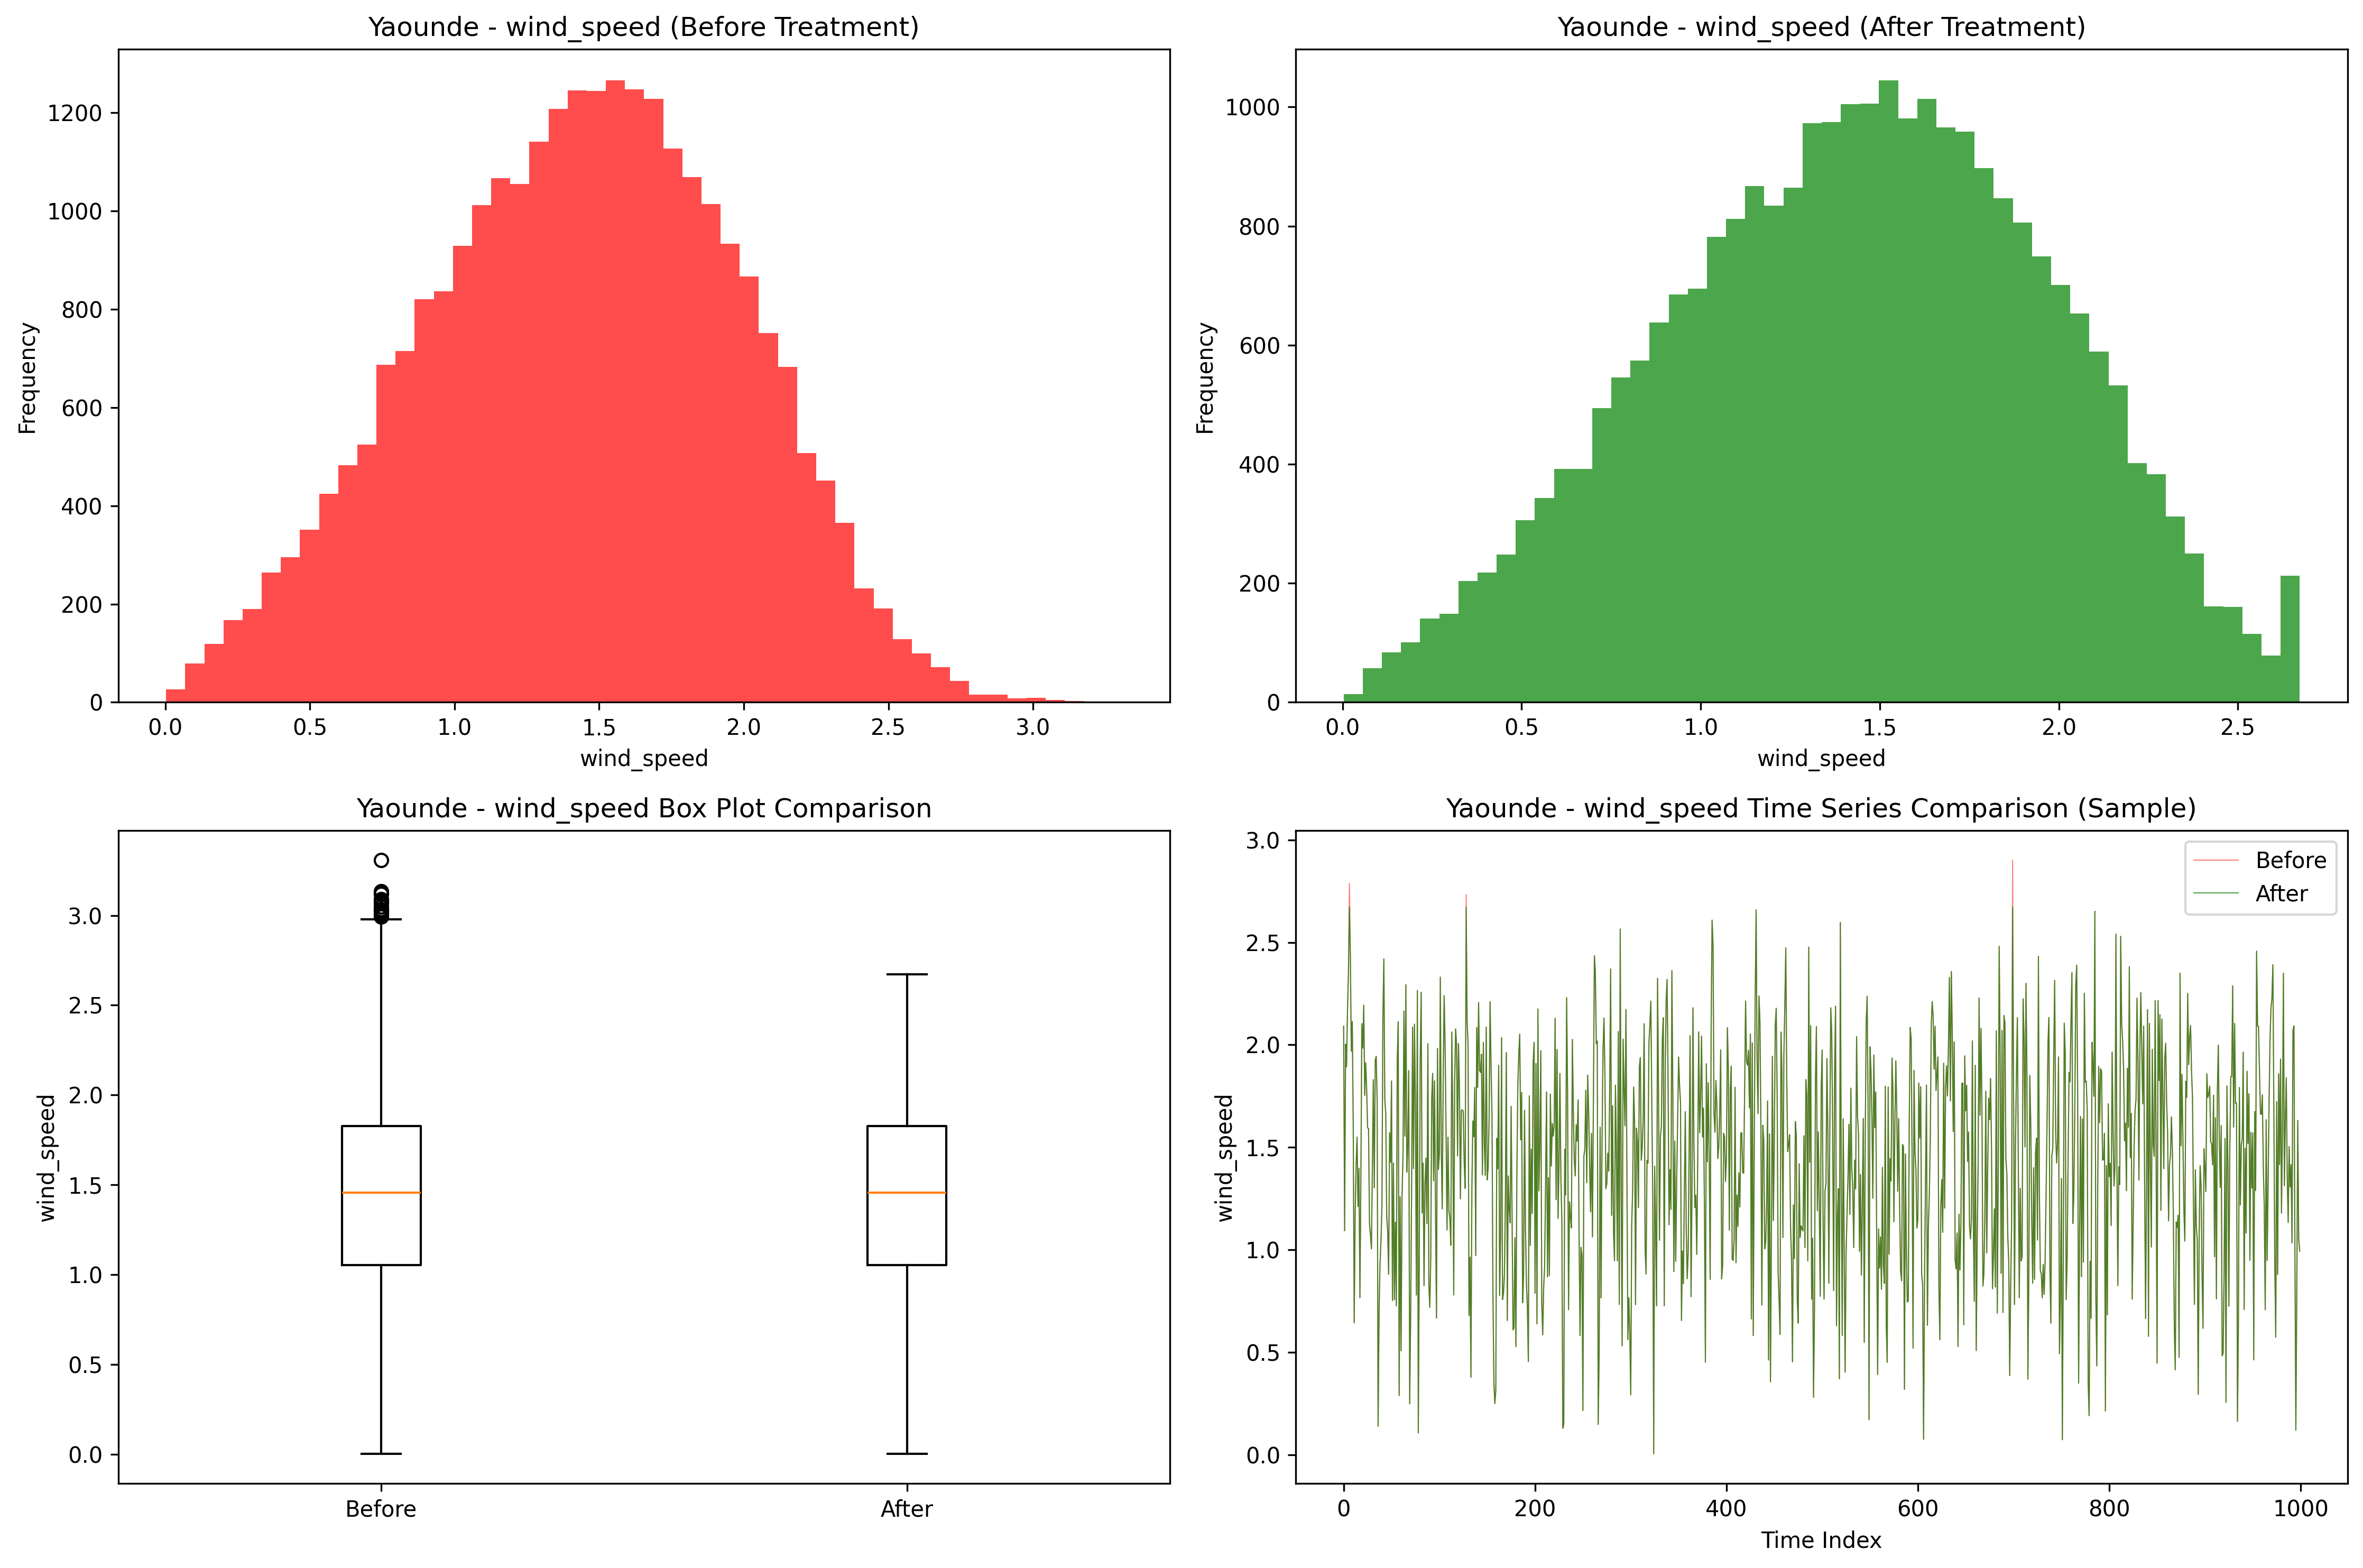 Yaounde - wind_speed (Before Treatment)
Frequency
1200
1000
800
600
400
200
0
0.0 0.5 1.0 1.5 2.0 2.5 3.0
wind_speed
Yaounde - wind_speed (After Treatment)
Frequency
1000
800
600
400
200
0
0.0 0.5 1.0 1.5 2.0 2.5
wind_speed
Yaounde - wind_speed Box Plot Comparison
wind_speed
3.0
2.5
2.0
1.5
1.0
0.5
0.0
Before After
Yaounde - wind_speed Time Series Comparison (Sample)
wind_speed
3.0
2.5
2.0
1.5
1.0
0.5
0.0
Before
After
0 200 400 600 800 1000
Time Index